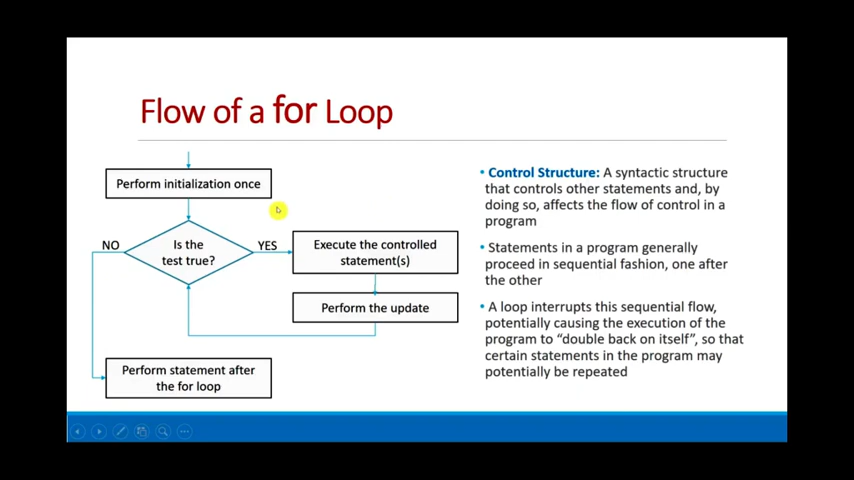 Flow of a for Loop
Perform initialization once
Is the
test true?
NO
YES
Execute the controlled
statement(s)
Perform the update
Perform statement after
the for loop
• Control Structure: A syntactic structure
that controls other statements and, by
doing so, affects the flow of control in a
program
• Statements in a program generally
proceed in sequential fashion, one after
the other
• A loop interrupts this sequential flow,
potentially causing the execution of the
program to “double back on itself”, so that
certain statements in the program may
potentially be repeated